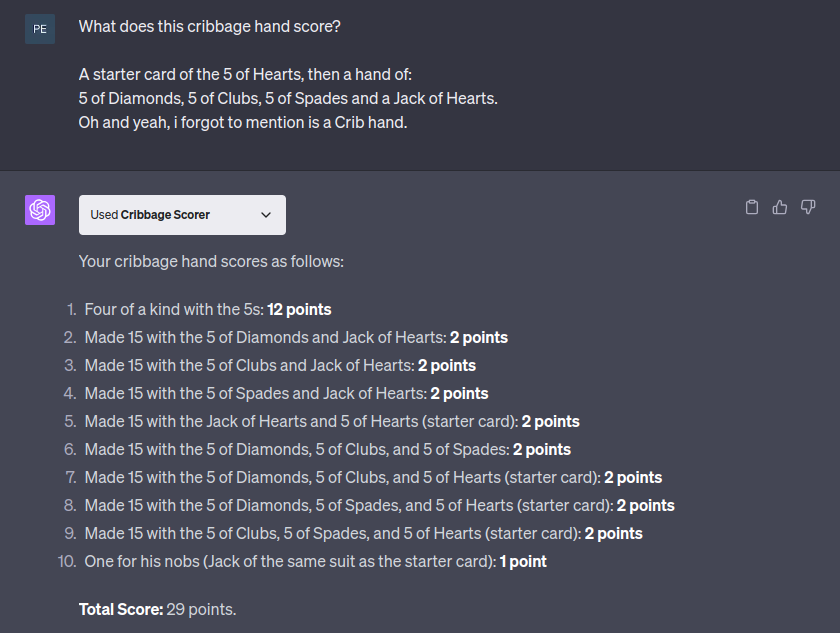 PE
What does this cribbage hand score?
A starter card of the 5 of Hearts, then a hand of:
5 of Diamonds, 5 of Clubs, 5 of Spades and a Jack of Hearts.
Oh and yeah, i forgot to mention is a Crib hand.
Used Cribbage Scorer
Your cribbage hand scores as follows:
1. Four of a kind with the 5s: 12 points
2. Made 15 with the 5 of Diamonds and Jack of Hearts: 2 points
3. Made 15 with the 5 of Clubs and Jack of Hearts: 2 points
4. Made 15 with the 5 of Spades and Jack of Hearts: 2 points
5. Made 15 with the Jack of Hearts and 5 of Hearts (starter card): 2 points
6. Made 15 with the 5 of Diamonds, 5 of Clubs, and 5 of Spades: 2 points
7. Made 15 with the 5 of Diamonds, 5 of Clubs, and 5 of Hearts (starter card): 2 points
8. Made 15 with the 5 of Diamonds, 5 of Spades, and 5 of Hearts (starter card): 2 points
9. Made 15 with the 5 of Clubs, 5 of Spades, and 5 of Hearts (starter card): 2 points
10. One for his nobs (Jack of the same suit as the starter card): 1 point
Total Score: 29 points.